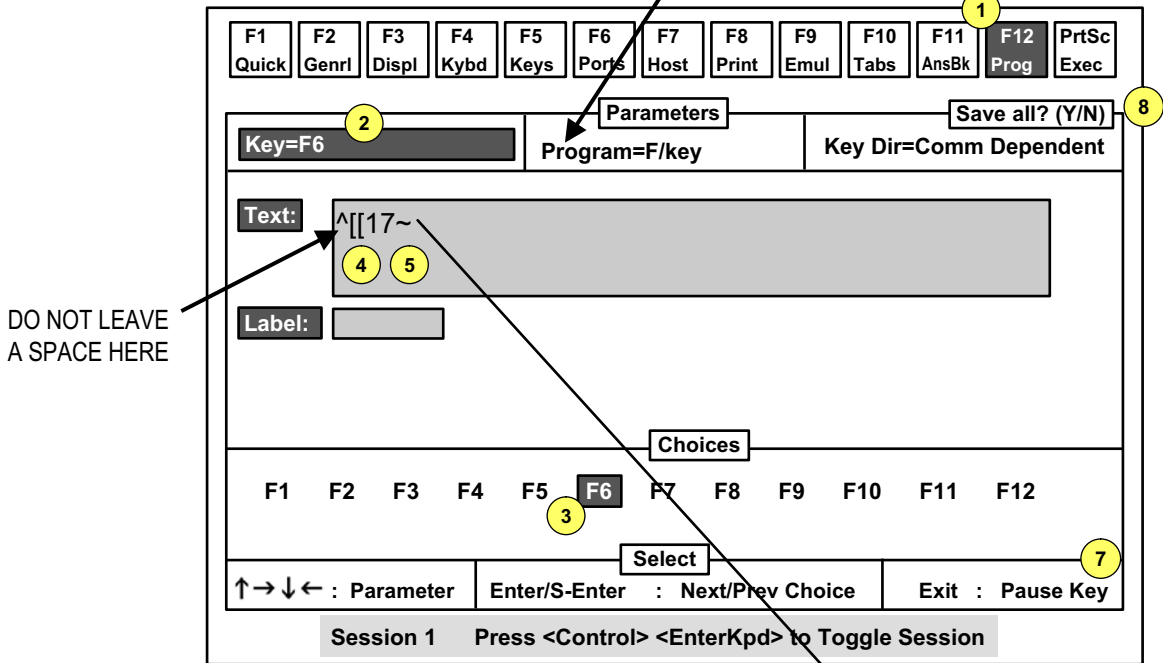 1
F1 F2 F3 F4 F5 F6 F7 F8 F9 F10 F11 F12 PrtSc
Quick Genrl Displ Kybd Keys Ports Host Print Emul Tabs AnsBk Prog Exec
Parameters Save all? (Y/N) 8
2
Key=F6 Program=F/key Key Dir=Comm Dependent
Text: ^[[17~
4 5
DO NOT LEAVE
A SPACE HERE
Label:
Choices
F1 F2 F3 F4 F5 F6 F7 F8 F9 F10 F11 F12
3
Select 7
↑→↓← : Parameter Enter/S-Enter : Next/Prev Choice Exit : Pause Key
Session 1 Press <Control> <EnterKpd> to Toggle Session